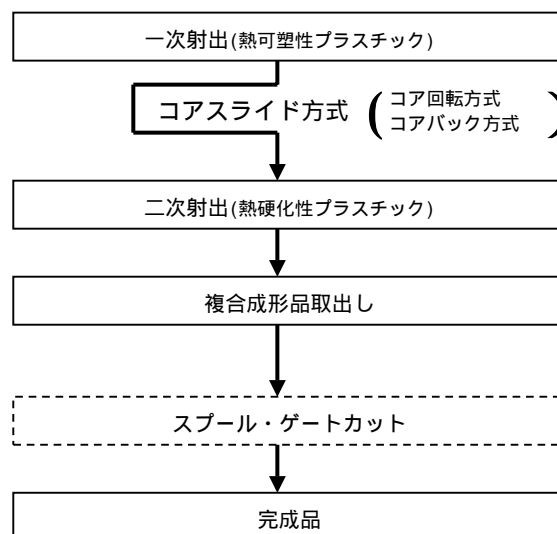 一次射出(熱可塑性プラスチック)
コアスライド方式
コア回転方式
コアバック方式
二次射出(熱硬化性プラスチック)
複合成形品取出し
スプール・ゲートカット
完成品